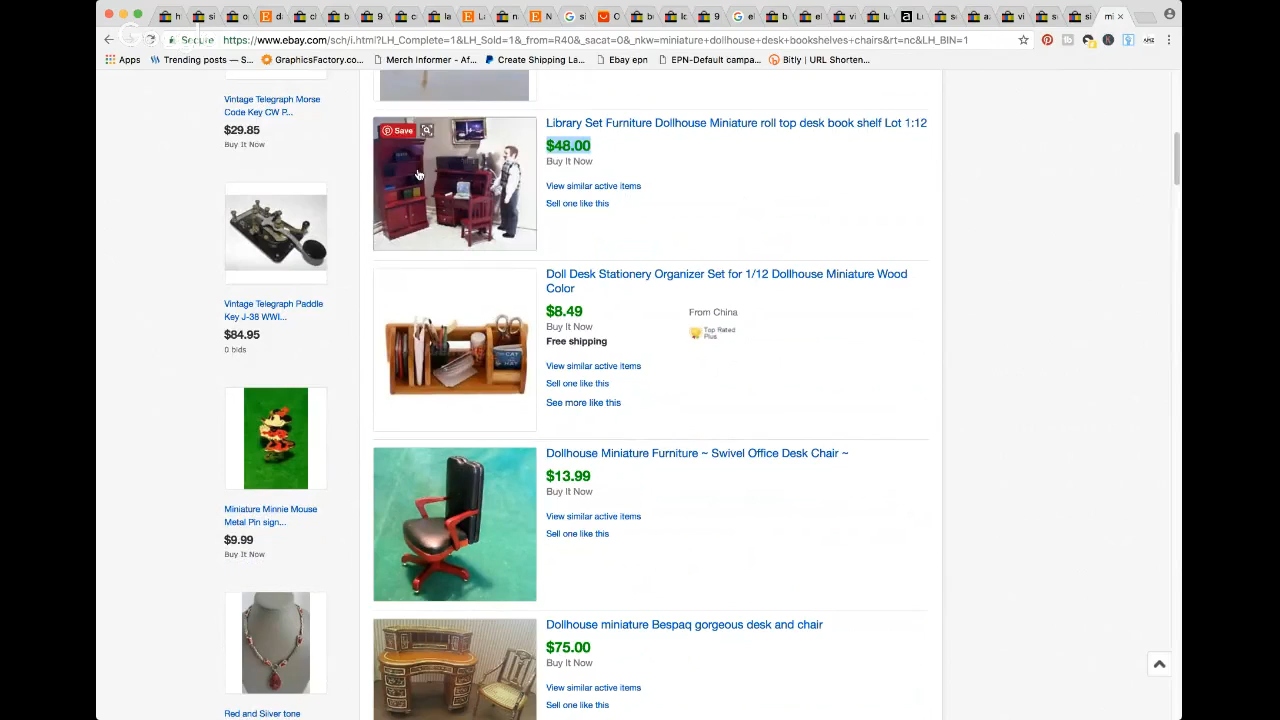 Secure
https://www.ebay.com/sch/i.html?LH_Complete=1&LH_Sold=1&_from=R40&_sacat=0&_nkw=miniature+dollhouse+desk+bookshelves+chairs&rt=nc&LH_BIN=1
Apps
Trending posts — S...
GraphicsFactory.co...
Merch Informer - Af...
Create Shipping La...
Ebay epn
EPN-Default campa...
Bitly | URL Shorten...
Vintage Telegraph Morse
Code Key CW P...
$29.85
Buy It Now
Vintage Telegraph Paddle
Key J-38 WWI...
$84.95
0 bids
Miniature Minnie Mouse
Metal Pin sign...
$9.99
Buy It Now
Red and Silver tone
Save
Library Set Furniture Dollhouse Miniature roll top desk book shelf Lot 1:12
$48.00
Buy It Now
View similar active items
Sell one like this
Doll Desk Stationery Organizer Set for 1/12 Dollhouse Miniature Wood
Color
$8.49
From China
Buy It Now
Top Rated
Plus
Free shipping
View similar active items
Sell one like this
See more like this
Dollhouse Miniature Furniture ~ Swivel Office Desk Chair ~
$13.99
Buy It Now
View similar active items
Sell one like this
Dollhouse miniature Bespaq gorgeous desk and chair
$75.00
Buy It Now
View similar active items
Sell one like this